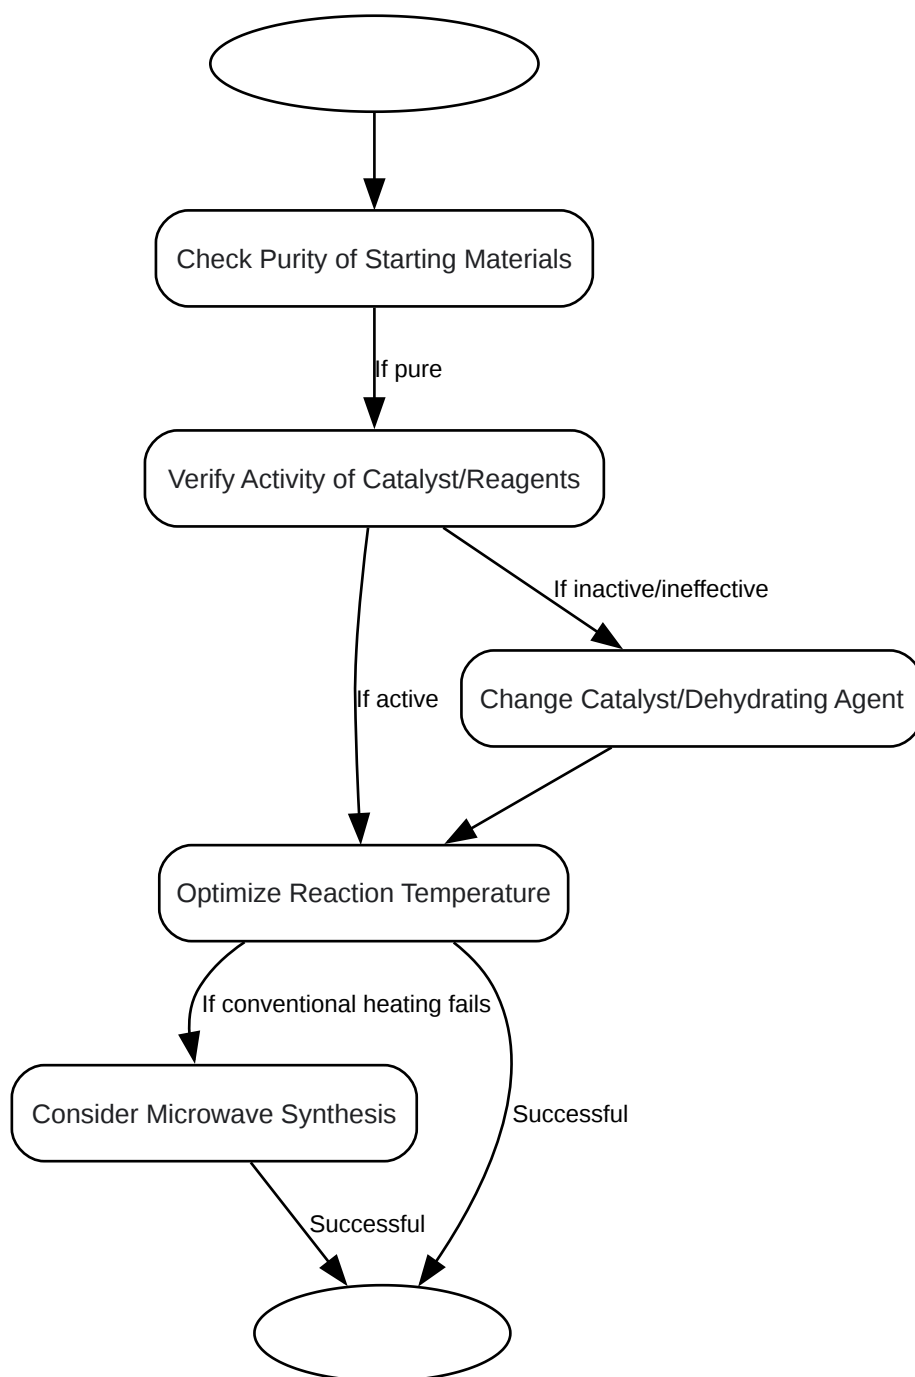 Check Purity of Starting Materials
If pure
Verify Activity of Catalyst/Reagents
If inactive/ineffective
If active
Change Catalyst/Dehydrating Agent
Optimize Reaction Temperature
If conventional heating fails
Consider Microwave Synthesis
Successful
Successful